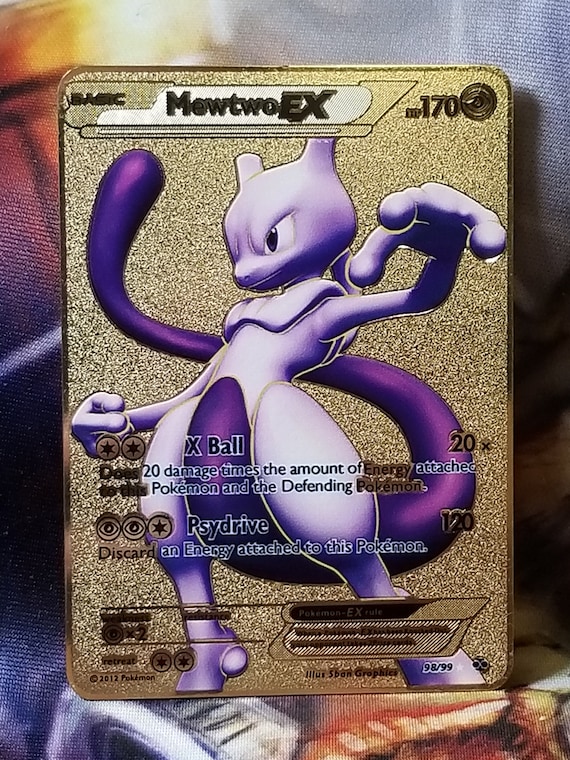 BASIC Mewtwo EX HP170
X Ball 20×
Does 20 damage times the amount of Energy attached
to this Pokémon and the Defending Pokémon.
Psydrive 120
Discard an Energy attached to this Pokémon.
Pokémon-EX rule
×2
retreat
©2012 Pokémon
Illus 5ban Graphics 98/99